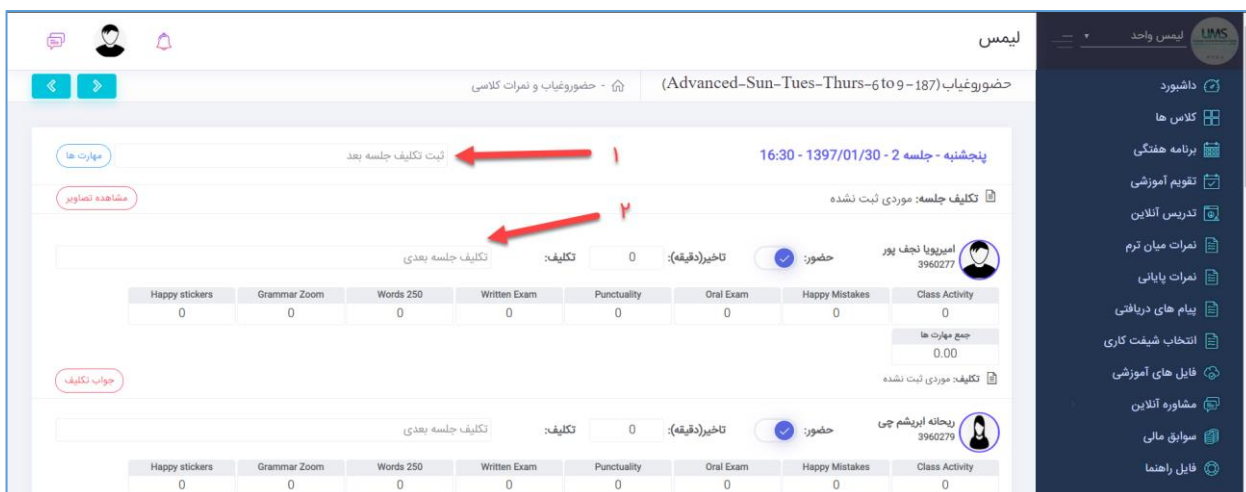 لیمس
LIMS
لیمس واحد
حضوروغیاب (Advanced-Sun-Tues-Thurs-6 to 9 - 187)
- حضوروغیاب و نمرات کلاسی
داشبورد
کلاس ها
برنامه هفتگی
تقویم آموزشی
تدریس آنلاین
نمرات میان ترم
نمرات پایانی
پیام های دریافتی
انتخاب شیفت کاری
فایل های آموزشی
مشاوره آنلاین
سوابق مالی
فایل راهنما
پنجشنبه - جلسه 2 - 1397/01/30 - 16:30
۱
ثبت تکلیف جلسه بعد
مهارت ها
تکلیف جلسه: موردی ثبت نشده
۲
مشاهده تصاویر
امیرپویا نجف پور
3960277
حضور:
تاخیر(دقیقه): 0
تکلیف: تکلیف جلسه بعدی
Happy stickers Grammar Zoom Words 250 Written Exam Punctuality Oral Exam Happy Mistakes Class Activity
0 0 0 0 0 0 0 0
جمع مهارت ها
0.00
تکلیف: موردی ثبت نشده
جواب تکلیف
ریحانه ابریشم چی
3960279
حضور:
تاخیر(دقیقه): 0
تکلیف: تکلیف جلسه بعدی
Happy stickers Grammar Zoom Words 250 Written Exam Punctuality Oral Exam Happy Mistakes Class Activity
0 0 0 0 0 0 0 0